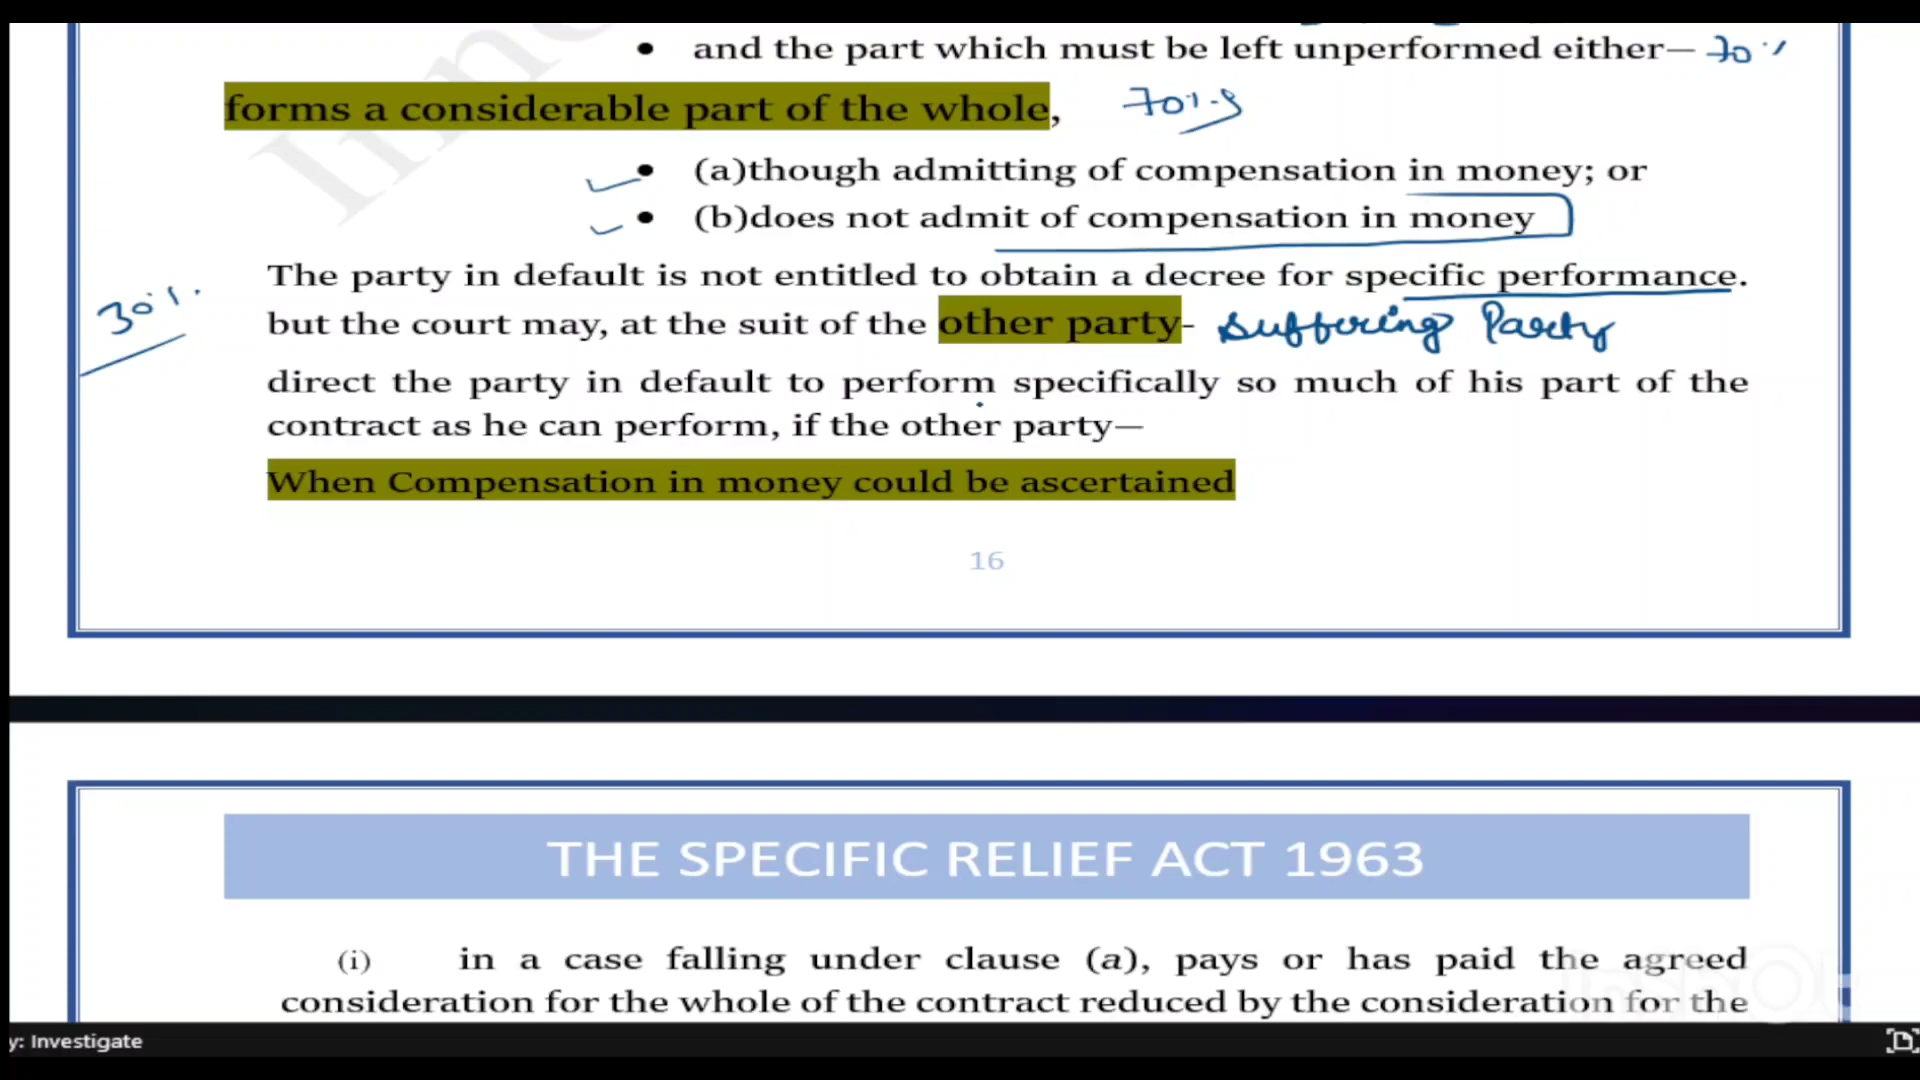 and the part which must be left unperformed either— 70%
forms a considerable part of the whole, 70%
(a)though admitting of compensation in money; or
(b)does not admit of compensation in money
The party in default is not entitled to obtain a decree for specific performance.
30%.
but the court may, at the suit of the other party- Suffering Party
direct the party in default to perform specifically so much of his part of the
contract as he can perform, if the other party—
When Compensation in money could be ascertained
16
THE SPECIFIC RELIEF ACT 1963
(i) in a case falling under clause (a), pays or has paid the agreed
consideration for the whole of the contract reduced by the consideration for the
y: Investigate